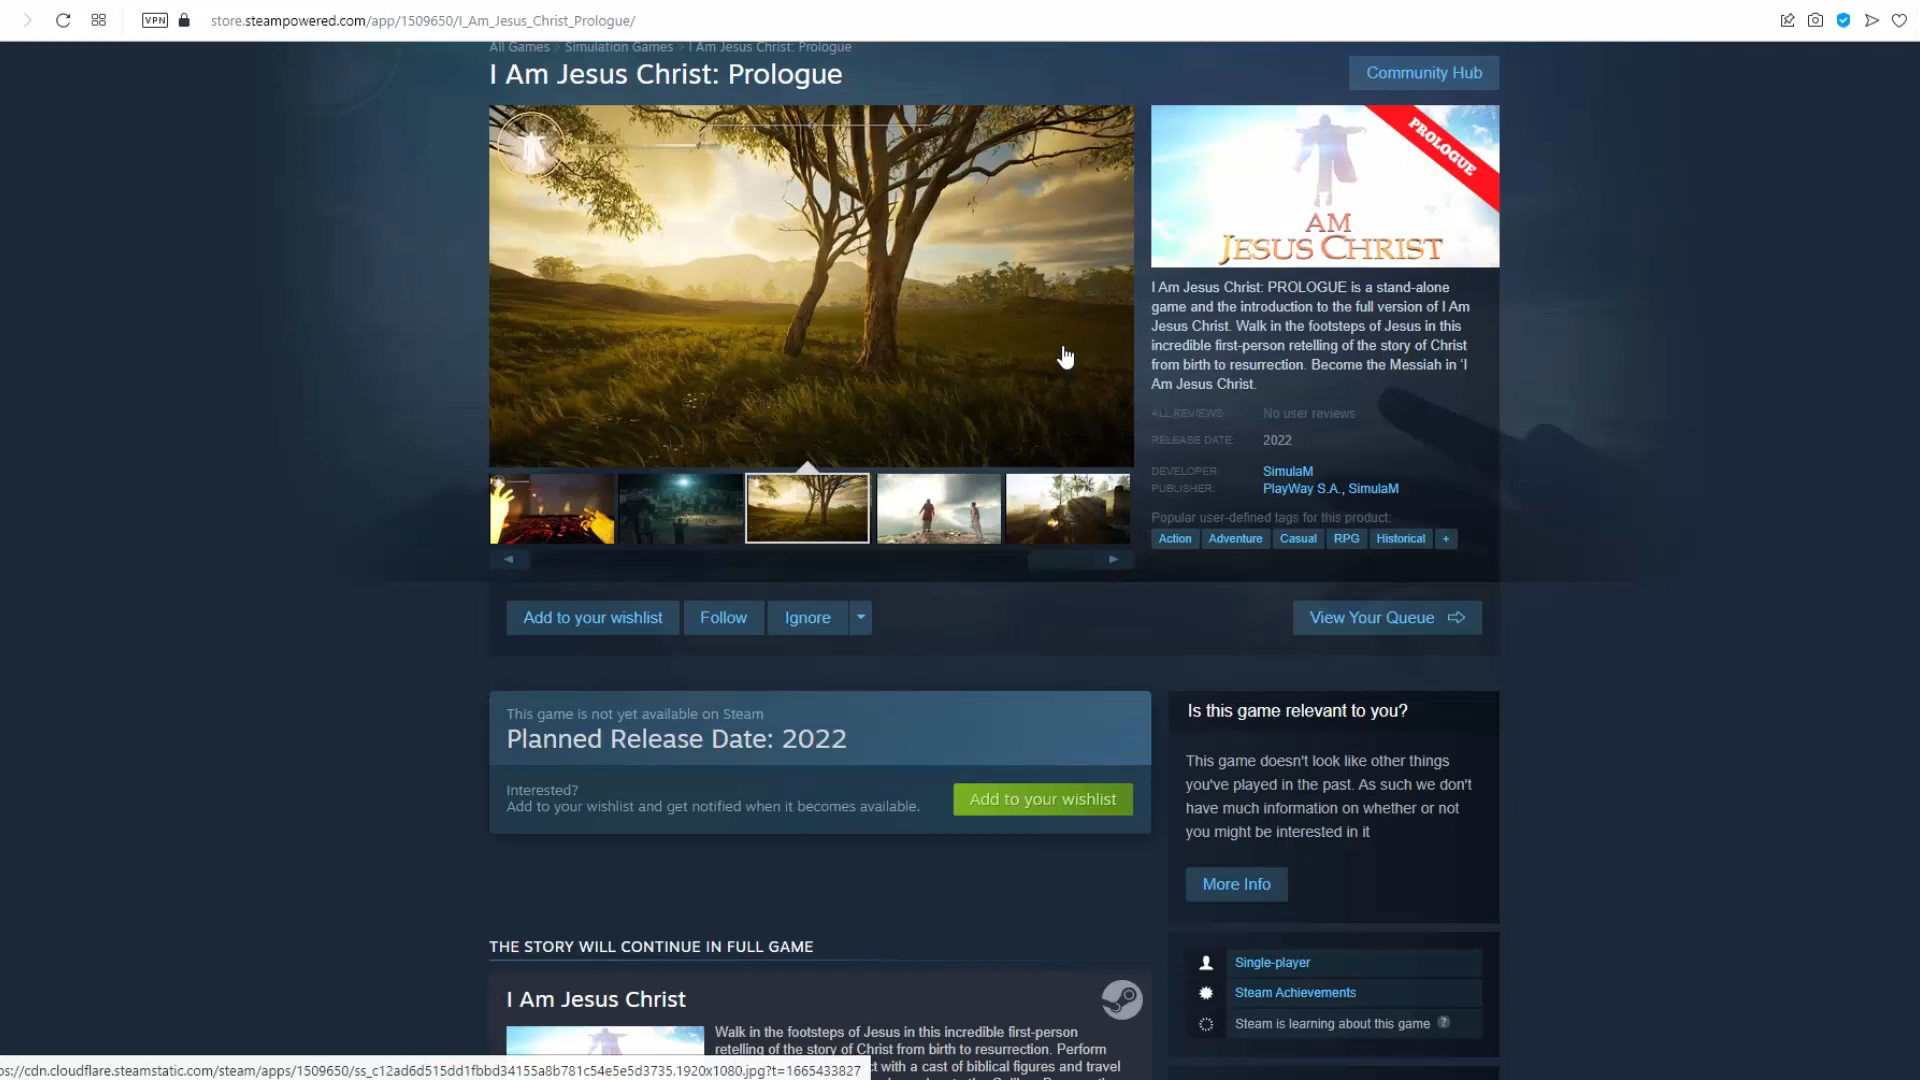 VPN
store.steampowered.com/app/1509650/I_Am_Jesus_Christ_Prologue/
All Games > Simulation Games > I Am Jesus Christ: Prologue
I Am Jesus Christ: Prologue
Community Hub
PROLOGUE
AM
JESUS CHRIST
I Am Jesus Christ: PROLOGUE is a stand-alone
game and the introduction to the full version of I Am
Jesus Christ. Walk in the footsteps of Jesus in this
incredible first-person retelling of the story of Christ
from birth to resurrection. Become the Messiah in 'I
Am Jesus Christ.
ALL REVIEWS: No user reviews
RELEASE DATE: 2022
DEVELOPER: SimulaM
PUBLISHER: PlayWay S.A., SimulaM
Popular user-defined tags for this product:
Action Adventure Casual RPG Historical +
Add to your wishlist Follow Ignore View Your Queue
This game is not yet available on Steam
Planned Release Date: 2022
Interested?
Add to your wishlist and get notified when it becomes available.
Add to your wishlist
Is this game relevant to you?
This game doesn't look like other things
you've played in the past. As such we don't
have much information on whether or not
you might be interested in it
More Info
THE STORY WILL CONTINUE IN FULL GAME
I Am Jesus Christ
Walk in the footsteps of Jesus in this incredible first-person
retelling of the story of Christ from birth to resurrection. Perform
t with a cast of biblical figures and travel
Single-player
Steam Achievements
Steam is learning about this game ?
ps://cdn.cloudflare.steamstatic.com/steam/apps/1509650/ss_c12ad6d515dd1fbbd34155a8b781c54e5e5d3735.1920x1080.jpg?t=1665433827